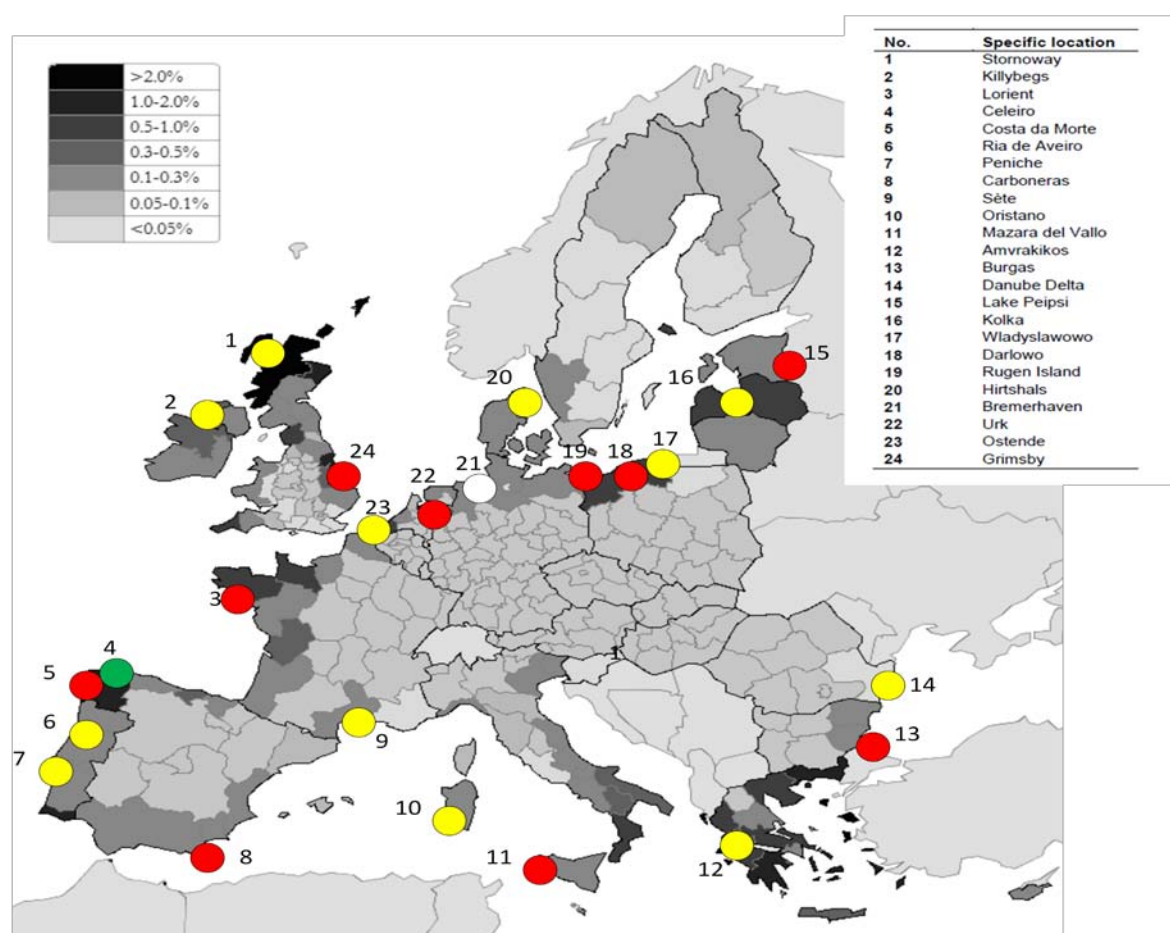 No. Specific location
1 Stornoway
2 Killybegs
3 Lorient
4 Celeiro
5 Costa da Morte
6 Ria de Aveiro
7 Peniche
8 Carboneras
9 Sète
10 Oristano
11 Mazara del Vallo
12 Amvrakikos
13 Burgas
14 Danube Delta
15 Lake Peipsi
16 Kolka
17 Wladyslawowo
18 Darlowo
19 Rugen Island
20 Hirtshals
21 Bremerhaven
22 Urk
23 Ostende
24 Grimsby
>2.0%
1.0-2.0%
0.5-1.0%
0.3-0.5%
0.1-0.3%
0.05-0.1%
<0.05%
1
15
20
16
2
17
24
19
18
21
22
23
3
4
5
14
6
13
9
7
10
12
11
8
1